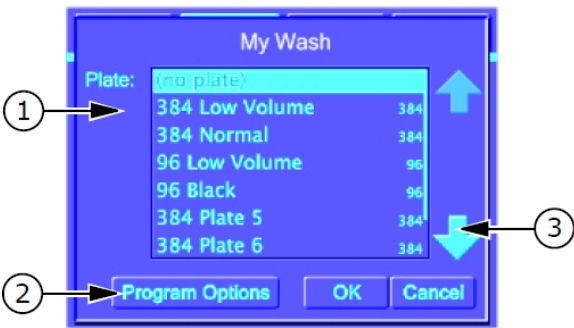 My Wash
Plate:
(no plate)
384 Low Volume 384
384 Normal 384
96 Low Volume 96
96 Black 96
384 Plate 5 384
384 Plate 6 384
Program Options OK Cancel
1
2
3